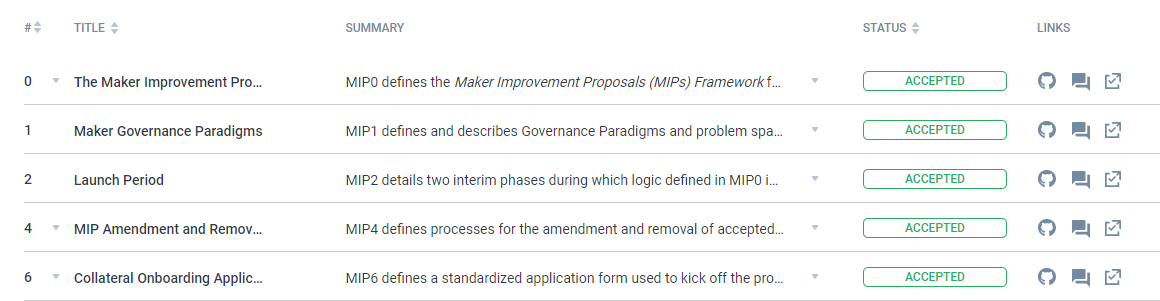 # TITLE SUMMARY STATUS LINKS
0 The Maker Improvement Pro... MIP0 defines the Maker Improvement Proposals (MIPs) Framework f... ACCEPTED
1 Maker Governance Paradigms MIP1 defines and describes Governance Paradigms and problem spa... ACCEPTED
2 Launch Period MIP2 details two interim phases during which logic defined in MIP0 i... ACCEPTED
4 MIP Amendment and Remov... MIP4 defines processes for the amendment and removal of accepted... ACCEPTED
6 Collateral Onboarding Applic... MIP6 defines a standardized application form used to kick off the pro... ACCEPTED